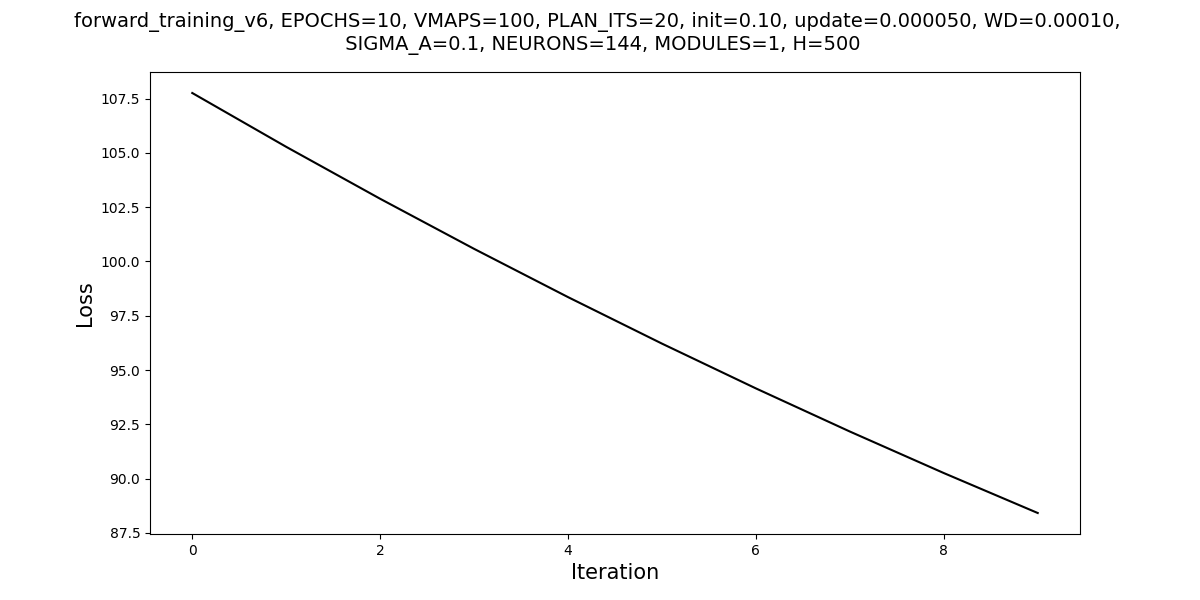 forward_training_v6, EPOCHS=10, VMAPS=100, PLAN_ITS=20, init=0.10, update=0.000050, WD=0.00010,
SIGMA_A=0.1, NEURONS=144, MODULES=1, H=500
107.5
105.0
102.5
100.0
97.5
95.0
92.5
90.0
87.5
Loss
0 2 4 6 8
Iteration